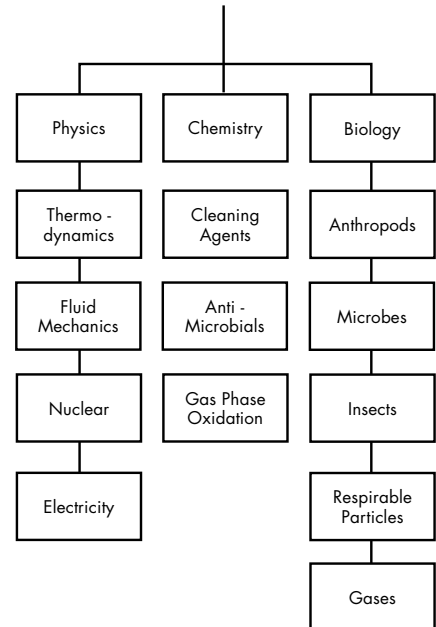 Physics
Chemistry
Biology
Thermo -
dynamics
Cleaning
Agents
Anthropods
Fluid
Mechanics
Anti -
Microbials
Microbes
Nuclear
Gas Phase
Oxidation
Insects
Electricity
Respirable
Particles
Gases